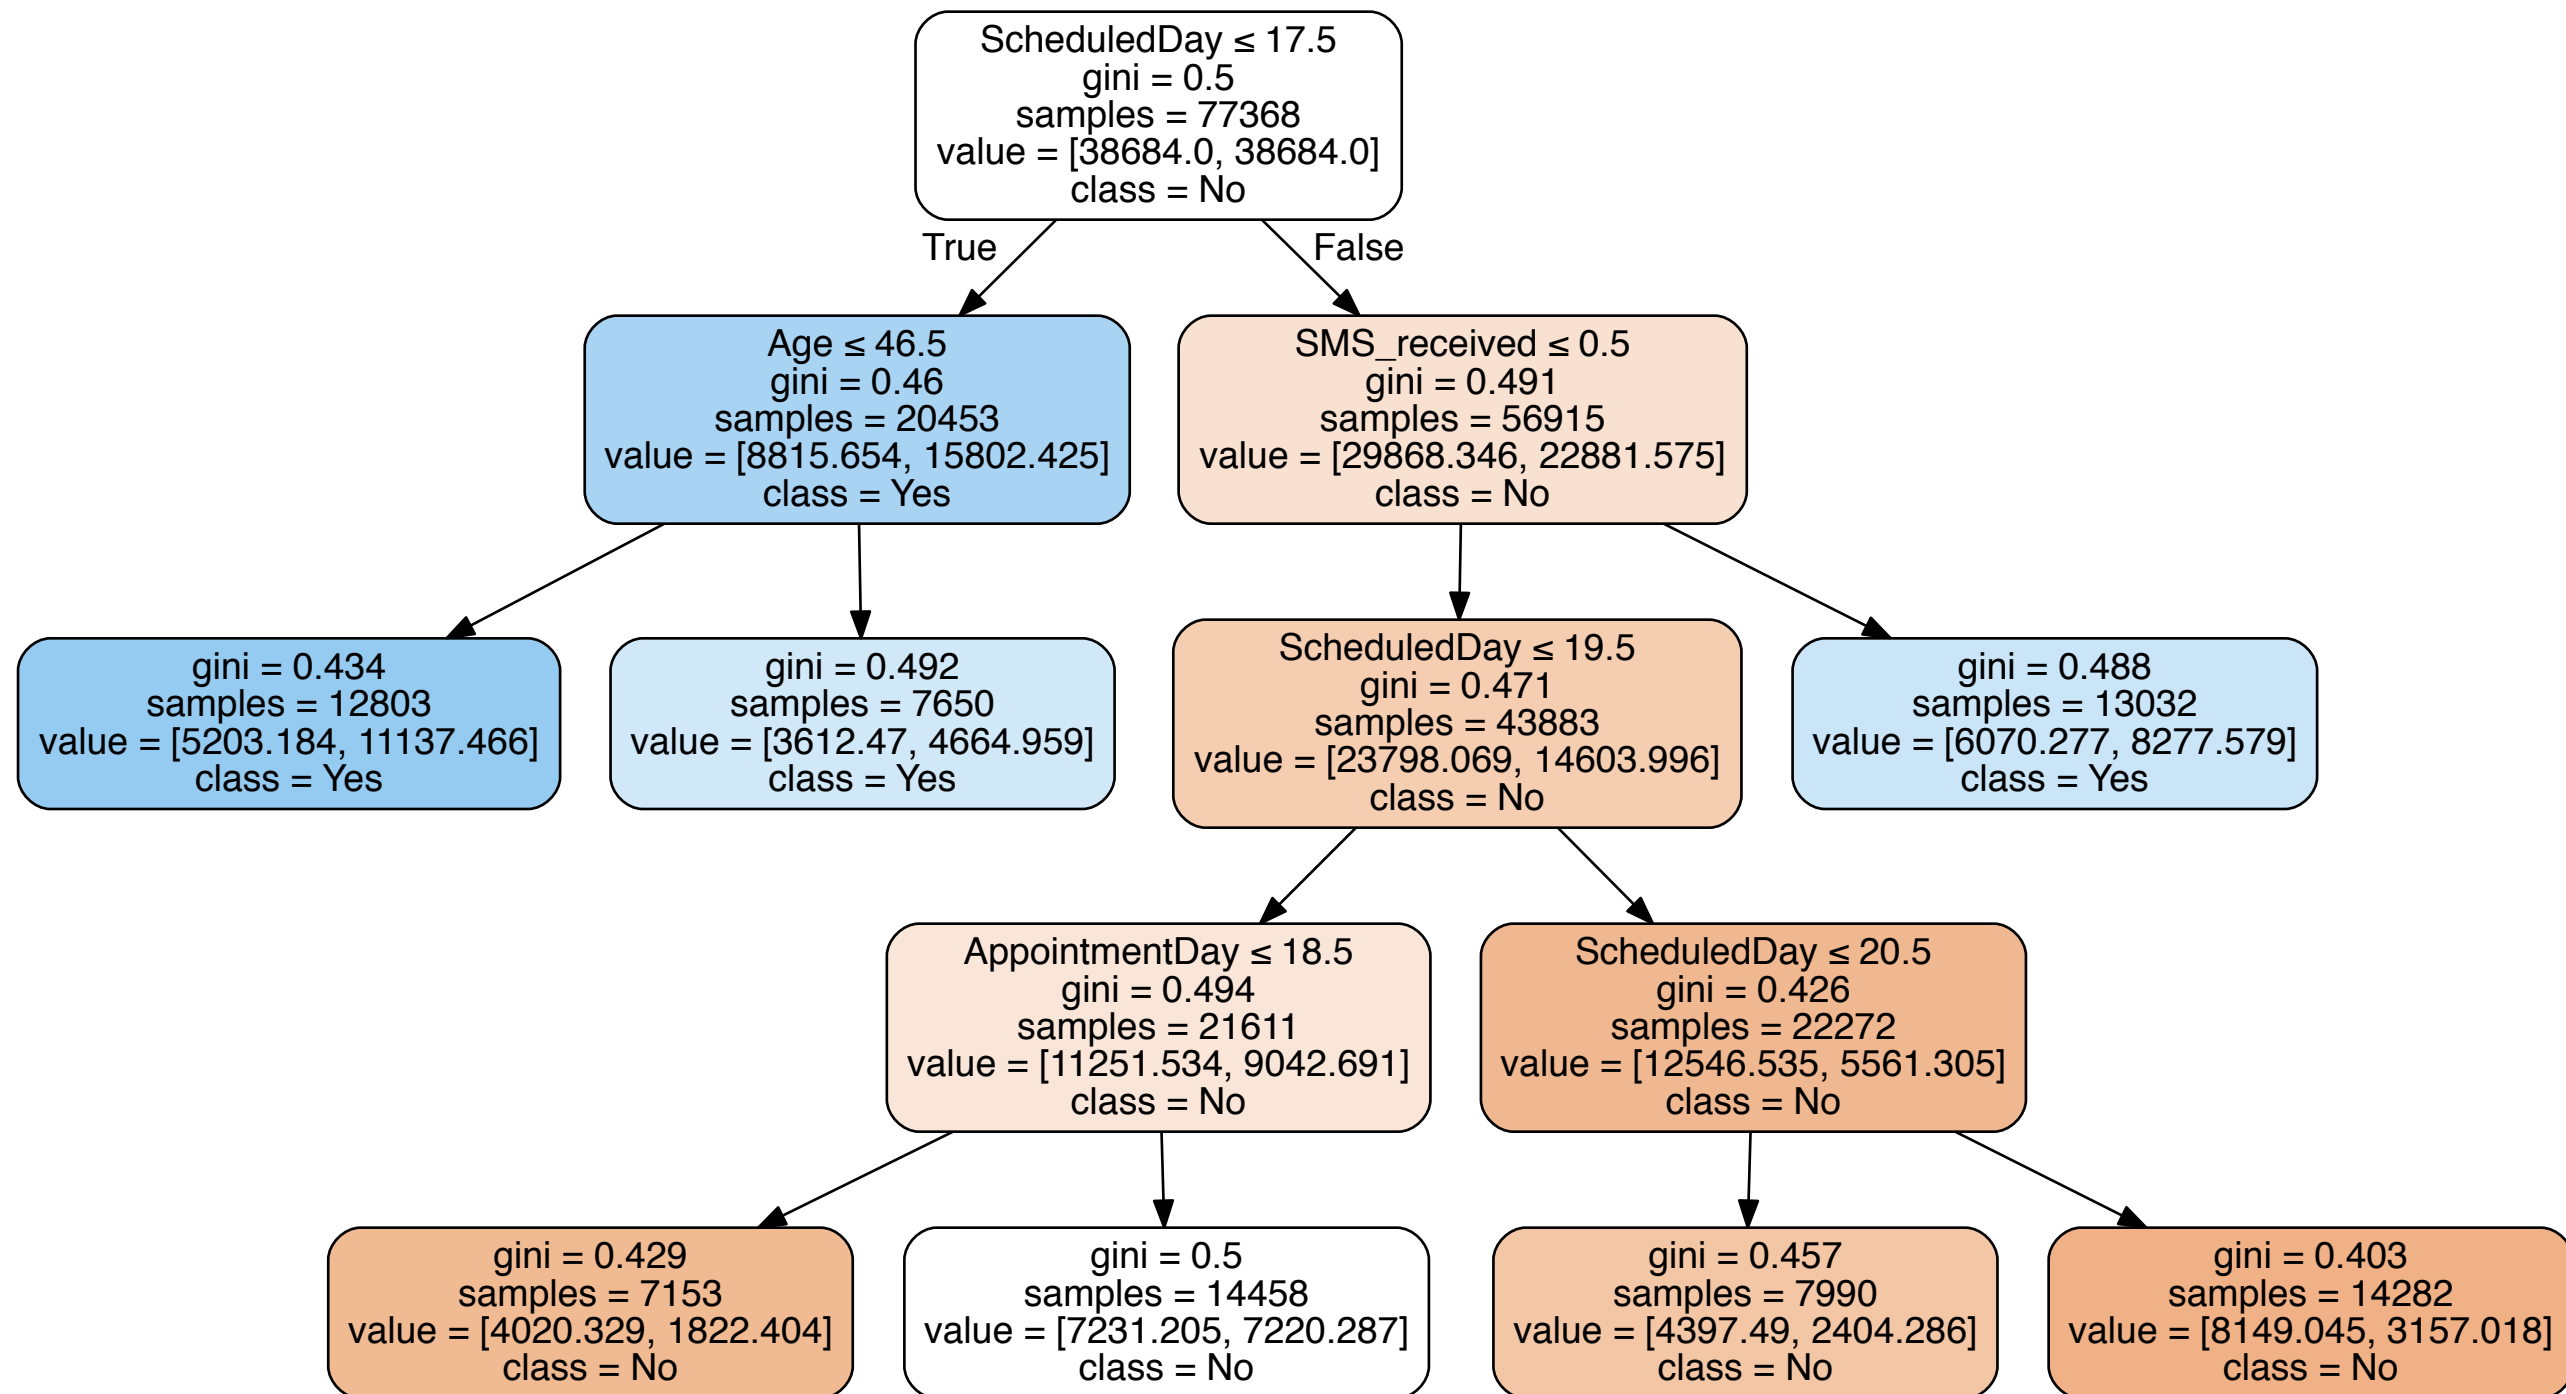 ScheduledDay ≤ 17.5
gini = 0.5
samples = 77368
value = [38684.0, 38684.0]
class = No
True
False
Age ≤ 46.5
gini = 0.46
samples = 20453
value = [8815.654, 15802.425]
class = Yes
SMS_received ≤ 0.5
gini = 0.491
samples = 56915
value = [29868.346, 22881.575]
class = No
gini = 0.434
samples = 12803
value = [5203.184, 11137.466]
class = Yes
gini = 0.492
samples = 7650
value = [3612.47, 4664.959]
class = Yes
ScheduledDay ≤ 19.5
gini = 0.471
samples = 43883
value = [23798.069, 14603.996]
class = No
gini = 0.488
samples = 13032
value = [6070.277, 8277.579]
class = Yes
AppointmentDay ≤ 18.5
gini = 0.494
samples = 21611
value = [11251.534, 9042.691]
class = No
ScheduledDay ≤ 20.5
gini = 0.426
samples = 22272
value = [12546.535, 5561.305]
class = No
gini = 0.429
samples = 7153
value = [4020.329, 1822.404]
class = No
gini = 0.5
samples = 14458
value = [7231.205, 7220.287]
class = No
gini = 0.457
samples = 7990
value = [4397.49, 2404.286]
class = No
gini = 0.403
samples = 14282
value = [8149.045, 3157.018]
class = No